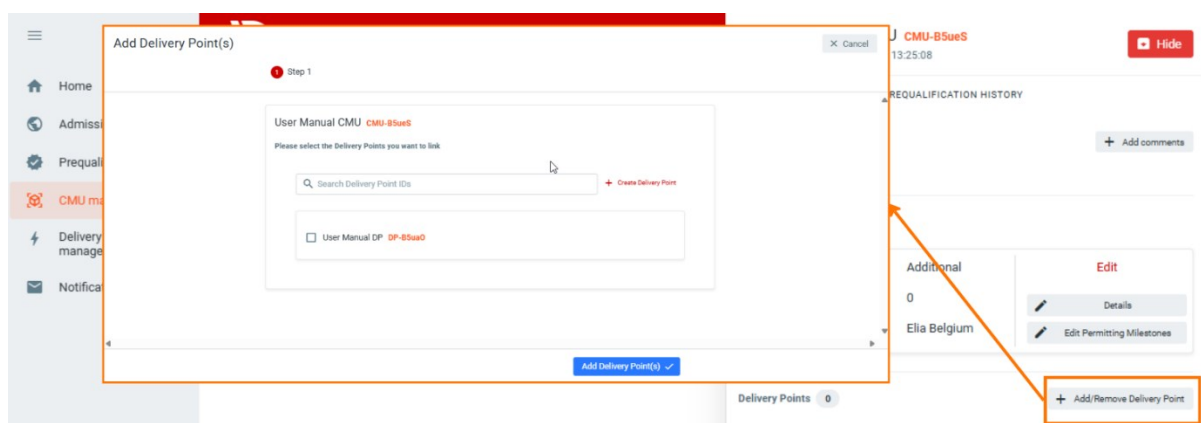 Home
Admissi
Prequali
CMU ma
Delivery
manage
Notifica
Add Delivery Point(s)
× Cancel
1 Step 1
User Manual CMU CMU-B5ueS
Please select the Delivery Points you want to link
Search Delivery Point IDs
+ Create Delivery Point
User Manual DP DP-B5uaO
Add Delivery Point(s)
U CMU-B5ueS
13:25:08
Hide
REQUALIFICATION HISTORY
+ Add comments
Additional
0
Elia Belgium
Edit
Details
Edit Permitting Milestones
Delivery Points 0
+ Add/Remove Delivery Point